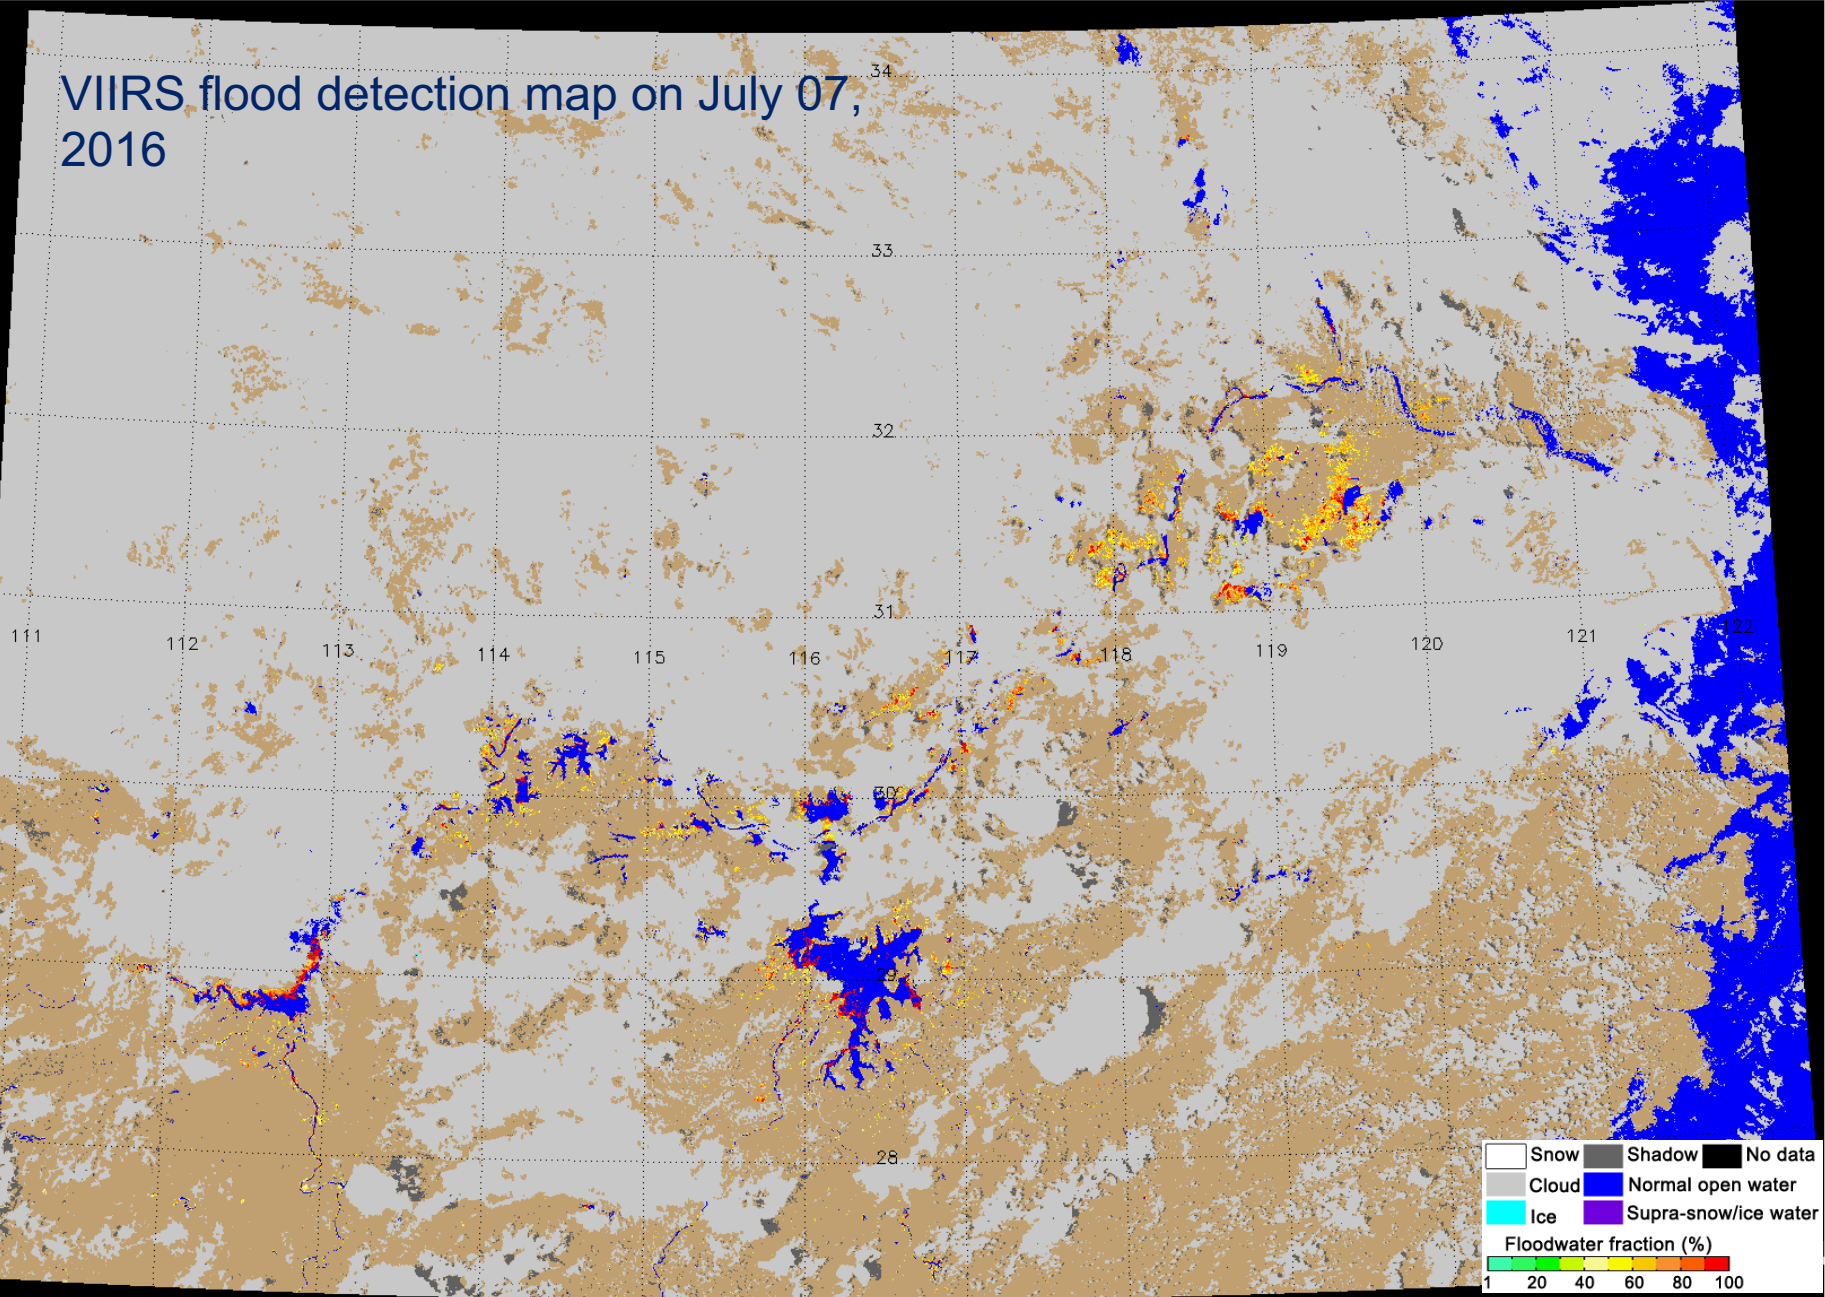 VIIRS flood detection map on July 07,
2016
34
33
32
31
111 112 113 114 115 116 117 118 119 120 121 122
30
29
28
Snow Shadow No data
Cloud Normal open water
Ice Supra-snow/ice water
Floodwater fraction (%)
1 20 40 60 80 100